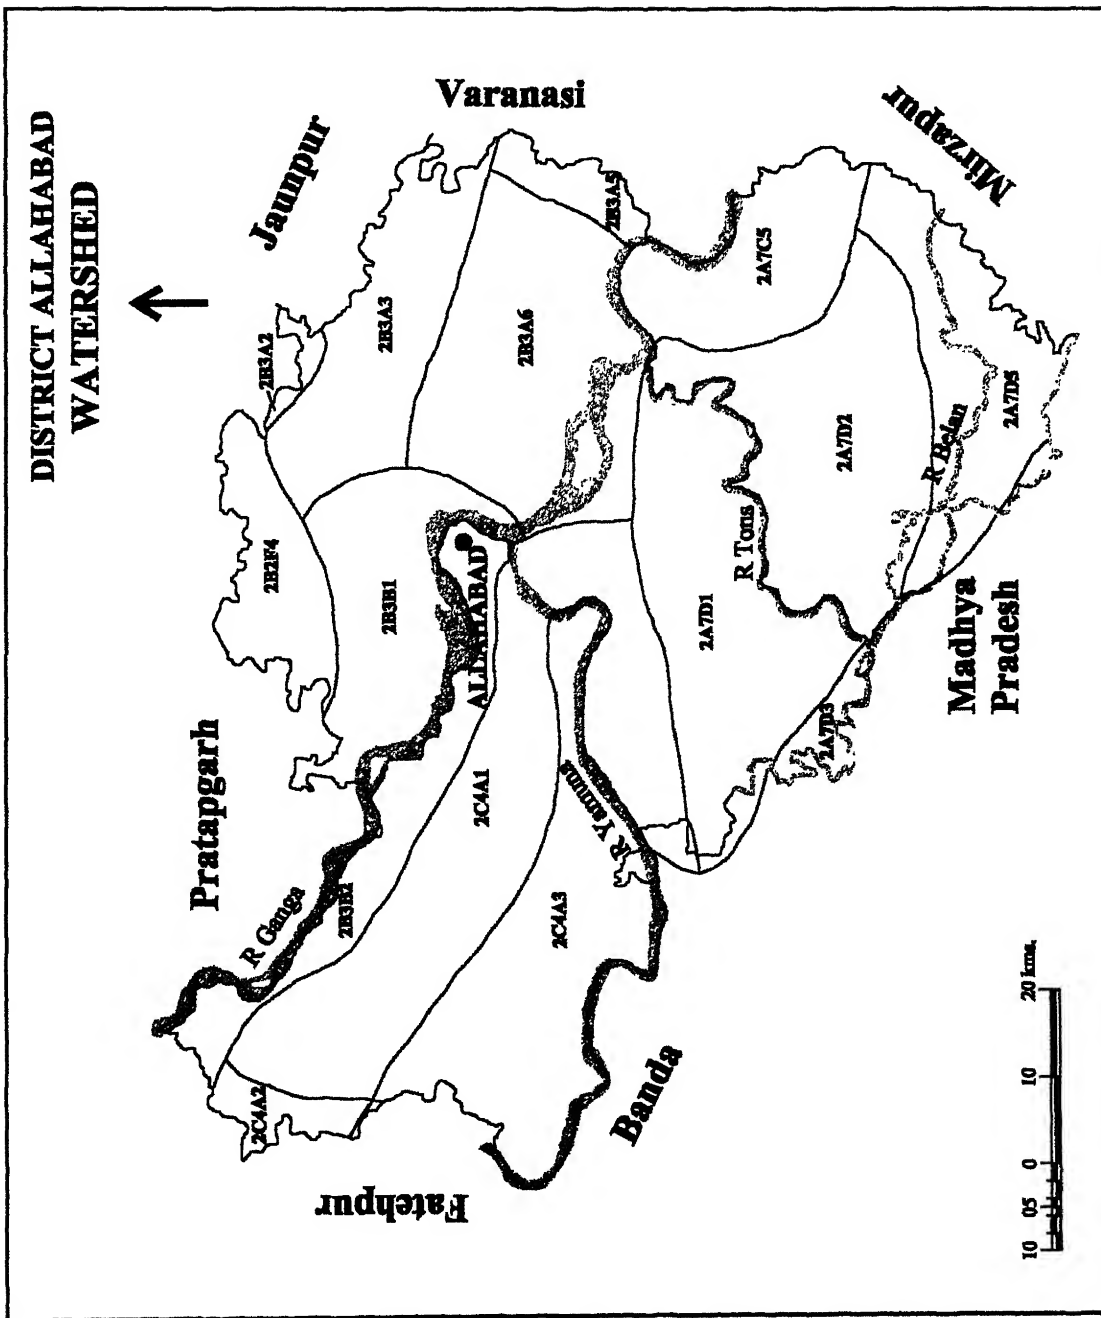 DISTRICT ALLAHABAD
WATERSHED
Varanasi
Jaunpur
Mirzapur
2B3A2
2B3A3
2B3A5
2B3A6
2A7C5
2B2F4
2B3B1
ALLAHABAD
2A7D2
2A7D5
R Belan
R Tons
2A7D1
Madhya
Pradesh
2A7D3
Pratapgarh
R Ganga
2B3B2
2C4A1
R Yamuna
2C4A3
2C4A2
Banda
Fatehpur
10 05 0 10 20 kms.